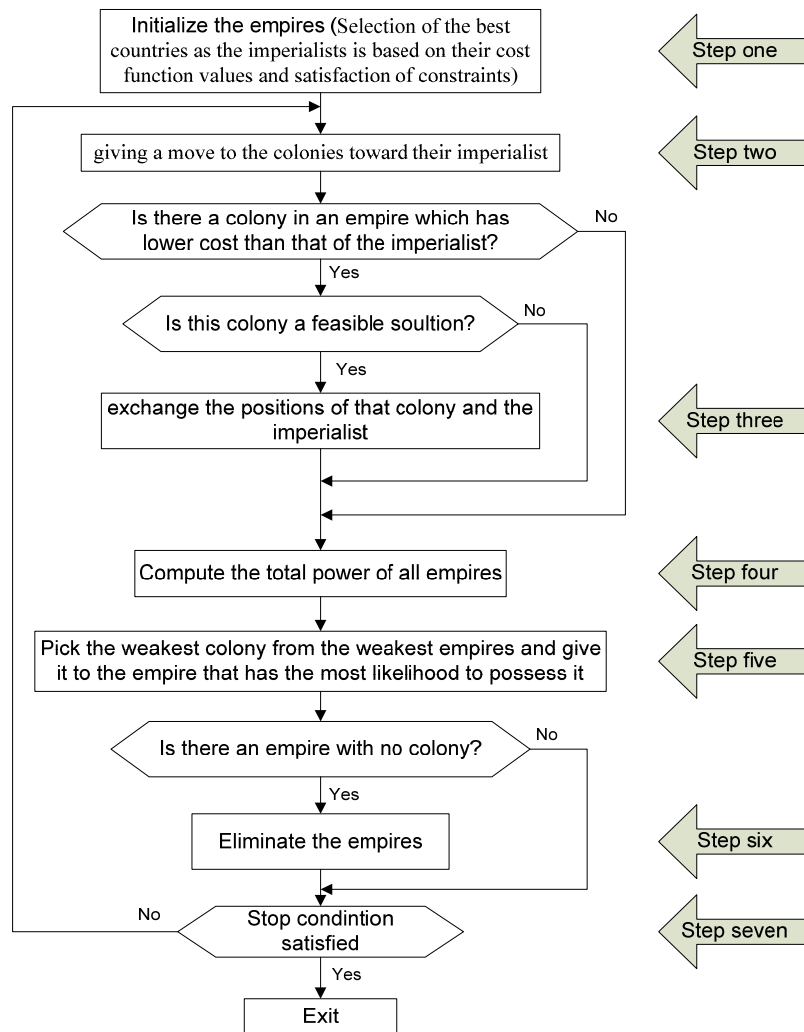 Initialize the empires (Selection of the best
countries as the imperialists is based on their cost
function values and satisfaction of constraints)
Step one
giving a move to the colonies toward their imperialist
Step two
Is there a colony in an empire which has
lower cost than that of the imperialist?
No
Yes
Is this colony a feasible soultion?
No
Yes
exchange the positions of that colony and the
imperialist
Step three
Compute the total power of all empires
Step four
Pick the weakest colony from the weakest empires and give
it to the empire that has the most likelihood to possess it
Step five
Is there an empire with no colony?
No
Yes
Eliminate the empires
Step six
Stop condintion
satisfied
No
Step seven
Yes
Exit